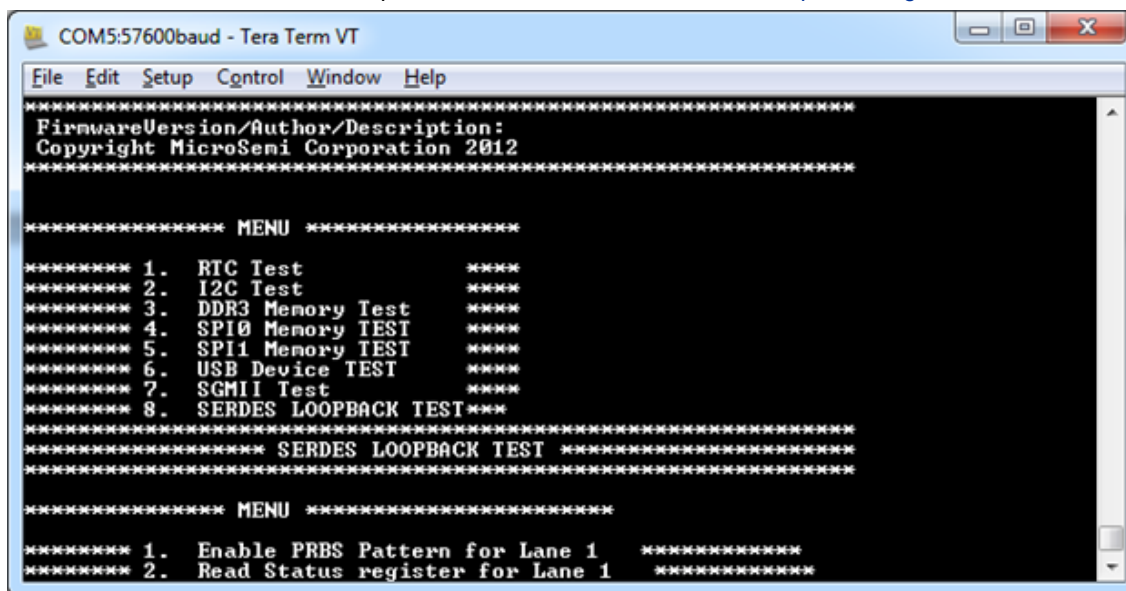 COM5:57600baud - Tera Term VT
File Edit Setup Control Window Help
**************************************************************
FirmwareVersion/Author/Description:
Copyright MicroSemi Corporation 2012
**************************************************************
*************** MENU ****************
******** 1. RTC Test ****
******** 2. I2C Test ****
******** 3. DDR3 Memory Test ****
******** 4. SPI0 Memory TEST ****
******** 5. SPI1 Memory TEST ****
******** 6. USB Device TEST ****
******** 7. SGMII Test ****
******** 8. SERDES LOOPBACK TEST***
**************************************************************
****************** SERDES LOOPBACK TEST **********************
**************************************************************
*************** MENU ***********************
******** 1. Enable PRBS Pattern for Lane 1 ************
******** 2. Read Status register for Lane 1 ************